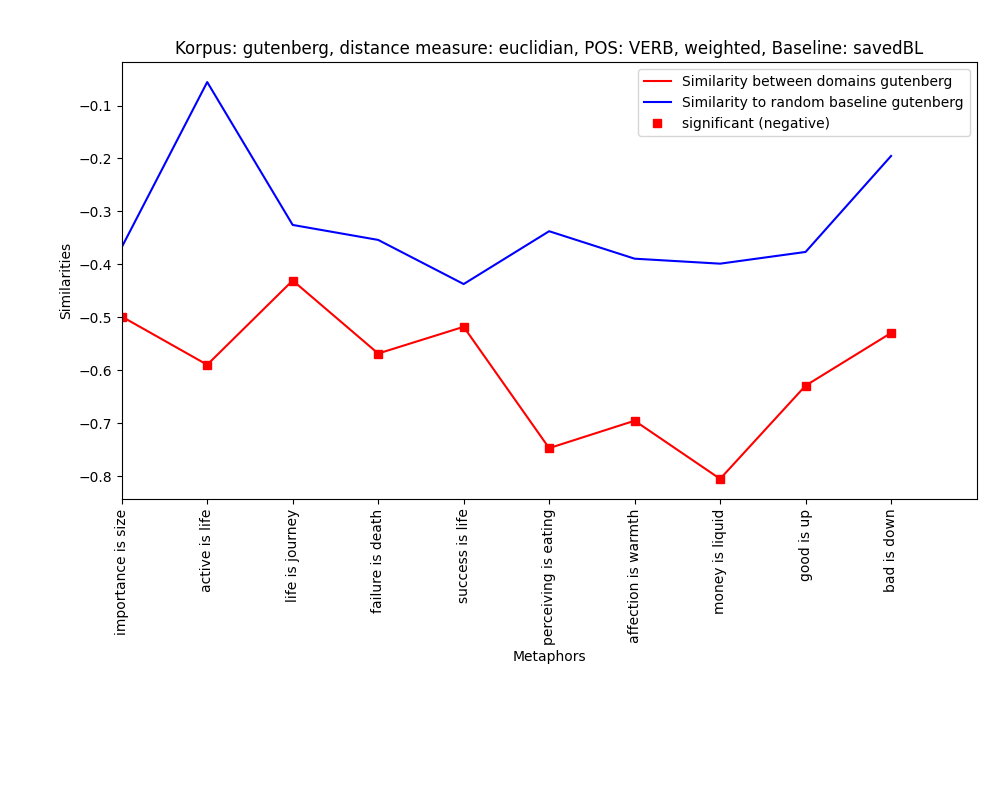 Korpus: gutenberg, distance measure: euclidian, POS: VERB, weighted, Baseline: savedBL
Similarity between domains gutenberg
Similarity to random baseline gutenberg
significant (negative)
Similarities
−0.1
−0.2
−0.3
−0.4
−0.5
−0.6
−0.7
−0.8
importance is size
active is life
life is journey
failure is death
success is life
perceiving is eating
affection is warmth
money is liquid
good is up
bad is down
Metaphors